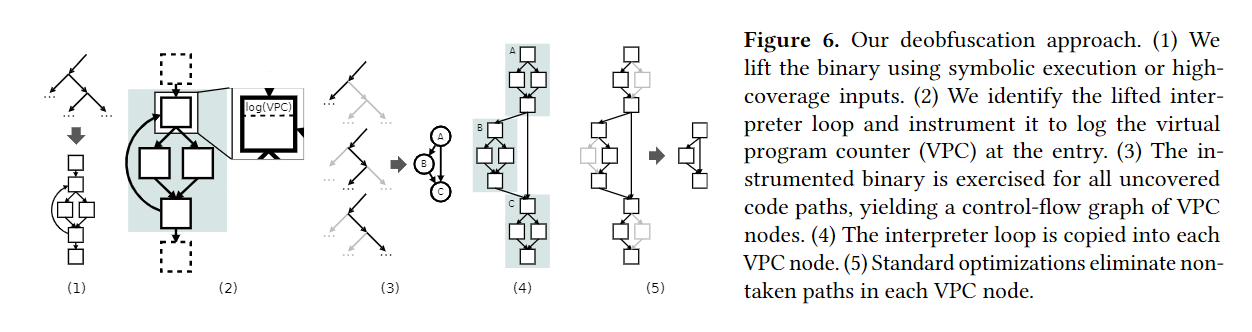 ...
...
...
(1)
log(VPC)
(2)
...
...
...
...
...
...
...
...
...
A
B
C
(3)
A
B
C
(4)
(5)
Figure 6. Our deobfuscation approach. (1) We
lift the binary using symbolic execution or high-
coverage inputs. (2) We identify the lifted inter-
preter loop and instrument it to log the virtual
program counter (VPC) at the entry. (3) The in-
strumented binary is exercised for all uncovered
code paths, yielding a control-flow graph of VPC
nodes. (4) The interpreter loop is copied into each
VPC node. (5) Standard optimizations eliminate non-
taken paths in each VPC node.